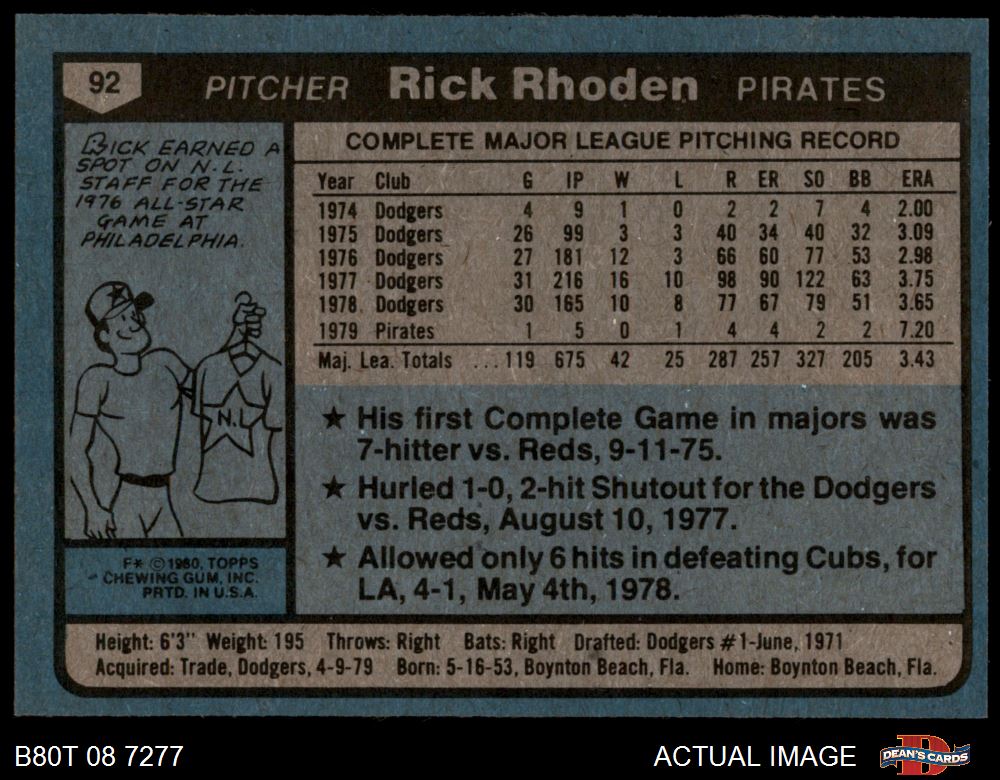 92 PITCHER Rick Rhoden PIRATES
RICK EARNED A
SPOT ON N.L.
STAFF FOR THE
1976 ALL-STAR
GAME AT
PHILADELPHIA.
N.L.
F* © 1980, TOPPS
CHEWING GUM, INC.
PRTD. IN U.S.A.
COMPLETE MAJOR LEAGUE PITCHING RECORD
Year Club G IP W L R ER SO BB ERA
1974 Dodgers 4 9 1 0 2 2 7 4 2.00
1975 Dodgers 26 99 3 3 40 34 40 32 3.09
1976 Dodgers 27 181 12 3 66 60 77 53 2.98
1977 Dodgers 31 216 16 10 98 90 122 63 3.75
1978 Dodgers 30 165 10 8 77 67 79 51 3.65
1979 Pirates 1 5 0 1 4 4 2 2 7.20
Maj. Lea. Totals ...119 675 42 25 287 257 327 205 3.43
★ His first Complete Game in majors was
7-hitter vs. Reds, 9-11-75.
★ Hurled 1-0, 2-hit Shutout for the Dodgers
vs. Reds, August 10, 1977.
★ Allowed only 6 hits in defeating Cubs, for
LA, 4-1, May 4th, 1978.
Height: 6'3" Weight: 195 Throws: Right Bats: Right Drafted: Dodgers #1-June, 1971
Acquired: Trade, Dodgers, 4-9-79 Born: 5-16-53, Boynton Beach, Fla. Home: Boynton Beach, Fla.
B80T 08 7277 ACTUAL IMAGE DEAN'S CARDS